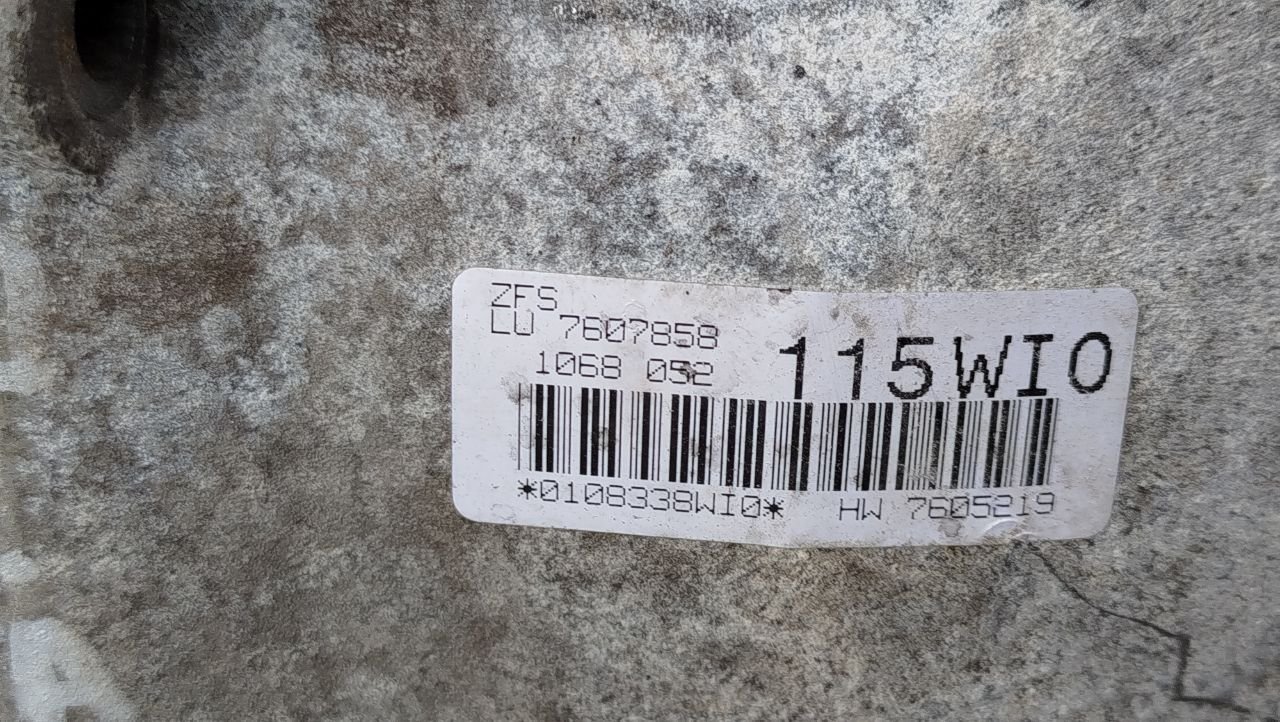 ZFS
LU 7607858
1068 052
115WI0
*0108338WI0* HW 7605219